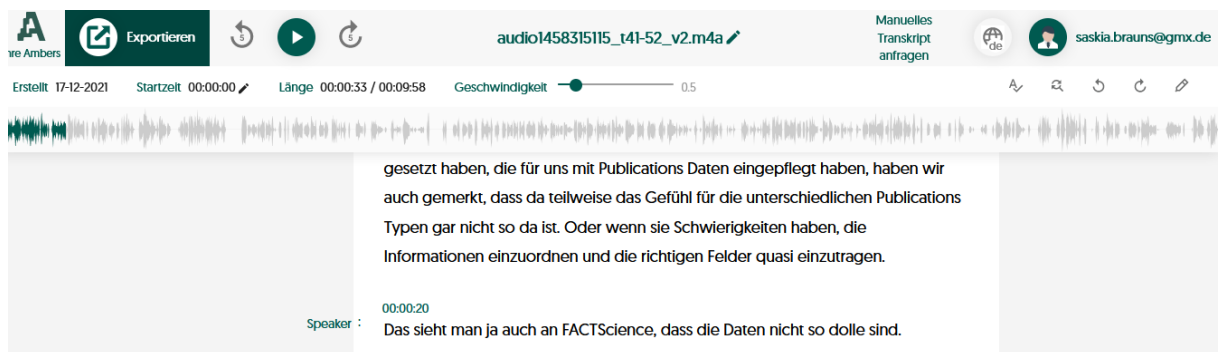 Manuelles
Exportieren 5 5 audio1458315115_t41-52_v2.m4a Transkript de saskia.brauns@gmx.de
hre Ambers anfragen
Erstellt 17-12-2021 Startzeit 00:00:00 Länge 00:00:33 / 00:09:58 Geschwindigkeit 0.5
gesetzt haben, die für uns mit Publications Daten eingepflegt haben, haben wir
auch gemerkt, dass da teilweise das Gefühl für die unterschiedlichen Publications
Typen gar nicht so da ist. Oder wenn sie Schwierigkeiten haben, die
Informationen einzuordnen und die richtigen Felder quasi einzutragen.
00:00:20
Speaker : Das sieht man ja auch an FACTScience, dass die Daten nicht so dolle sind.